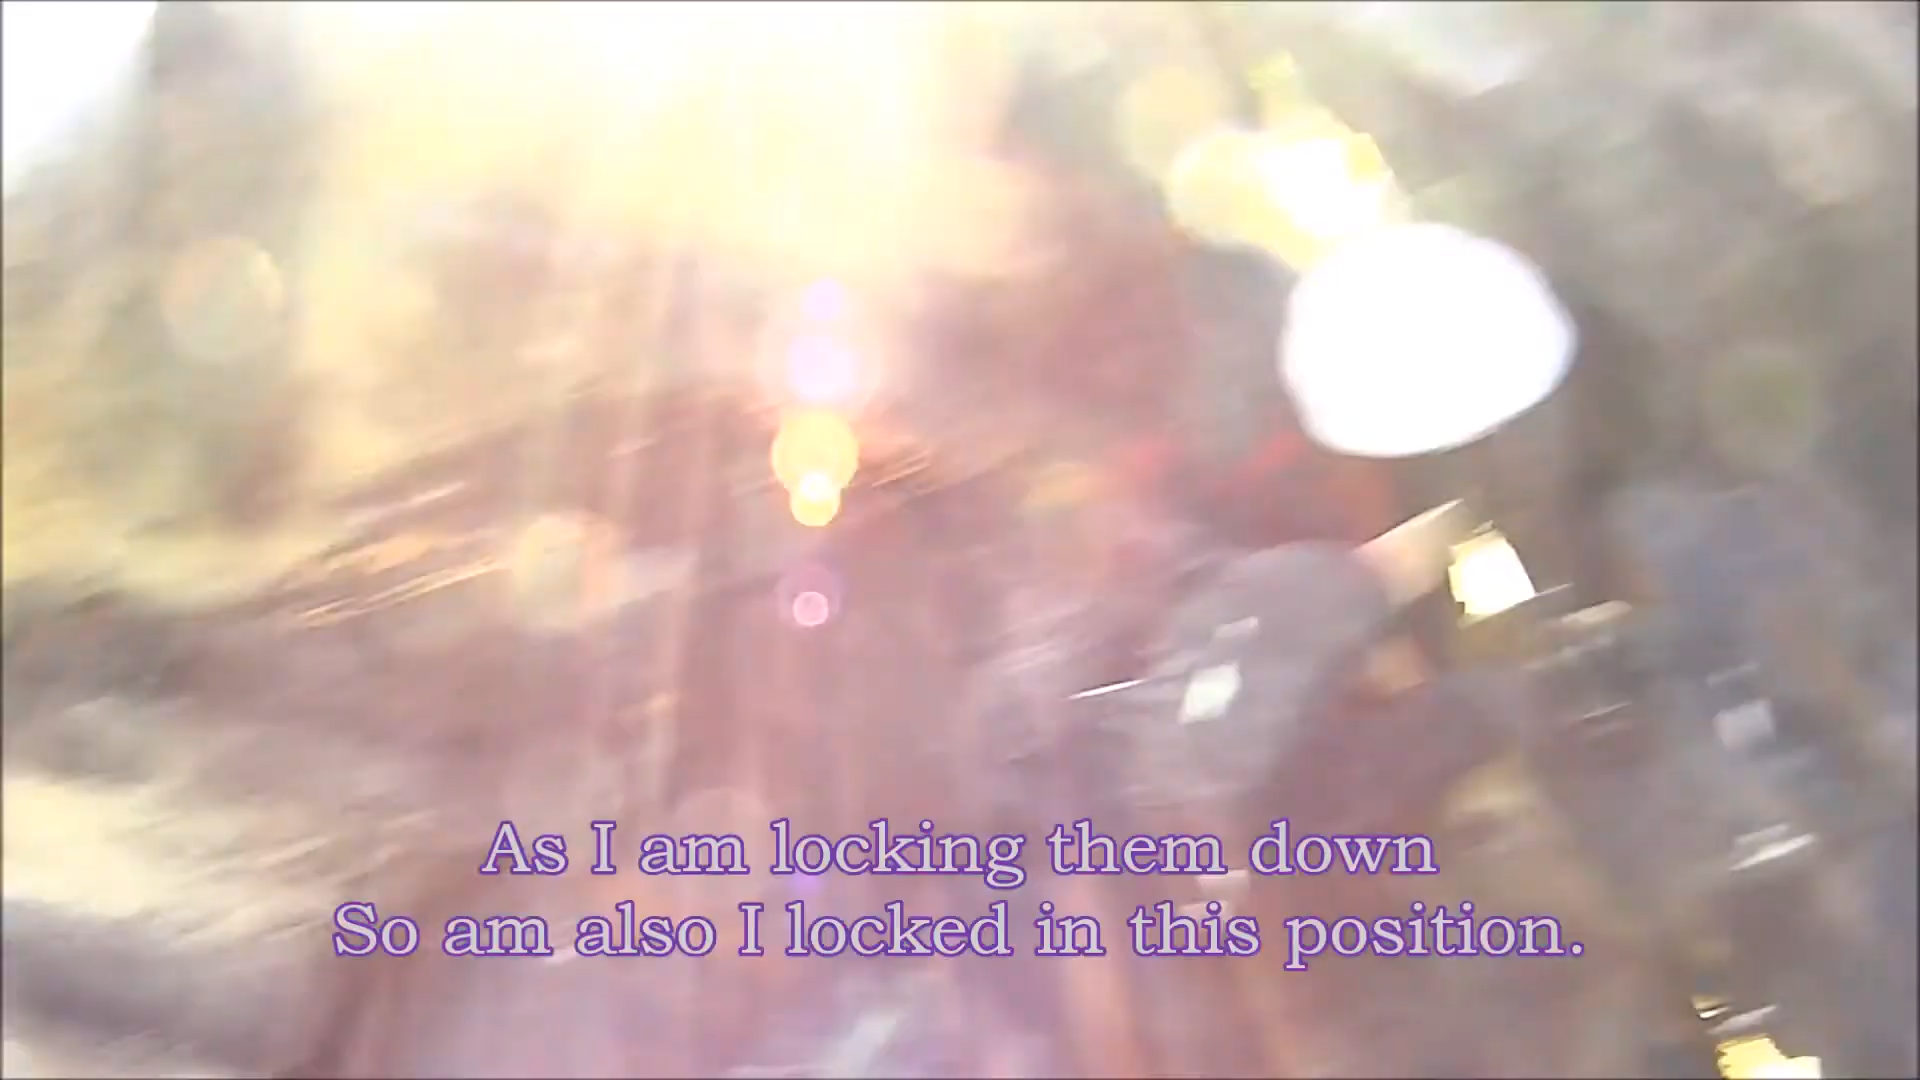 As I am locking them down
So am also I locked in this position.